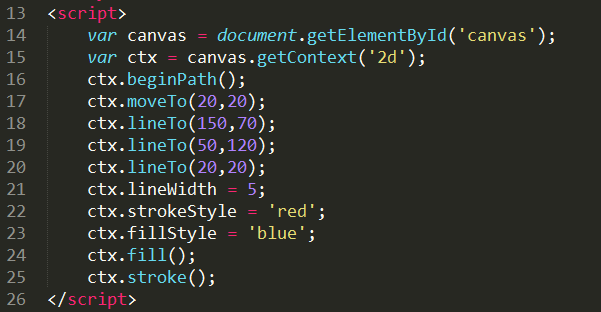 13 <script>
14     var canvas = document.getElementById('canvas');
15     var ctx = canvas.getContext('2d');
16     ctx.beginPath();
17     ctx.moveTo(20,20);
18     ctx.lineTo(150,70);
19     ctx.lineTo(50,120);
20     ctx.lineTo(20,20);
21     ctx.lineWidth = 5;
22     ctx.strokeStyle = 'red';
23     ctx.fillStyle = 'blue';
24     ctx.fill();
25     ctx.stroke();
26 </script>